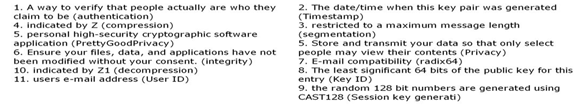 1. A way to verify that people actually are who they
claim to be (authentication)
4. indicated by Z (compression)
5. personal high-security cryptographic software
application (PrettyGoodPrivacy)
6. Ensure your files, data, and applications have not
been modified without your consent. (integrity)
10. indicated by Z1 (decompression)
11. users e-mail address (User ID)
2. The date/time when this key pair was generated
(Timestamp)
3. restricted to a maximum message length
(segmentation)
5. Store and transmit your data so that only select
people may view their contents (Privacy)
7. E-mail compatibility (radix64)
8. The least significant 64 bits of the public key for this
entry (Key ID)
9. the random 128 bit numbers are generated using
CAST128 (Session key generati)